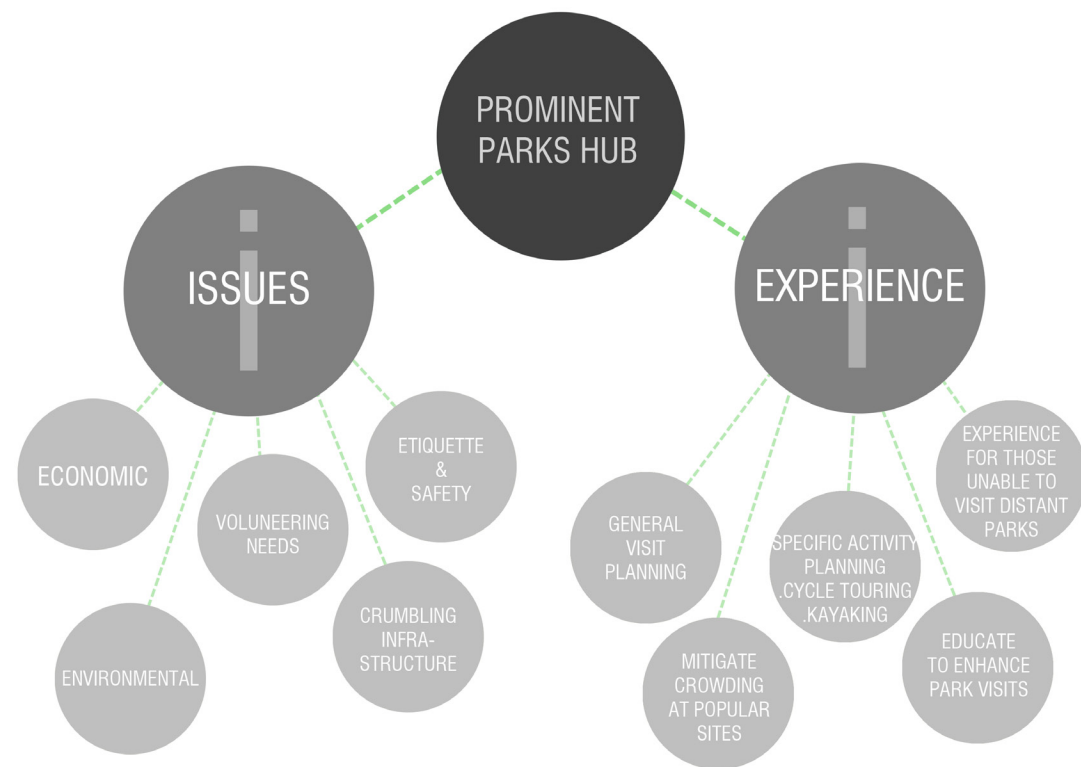 PROMINENT
PARKS HUB
i
ISSUES
i
EXPERIENCE
ECONOMIC
ENVIRONMENTAL
VOLUNEERING
NEEDS
CRUMBLING
INFRA-
STRUCTURE
ETIQUETTE
&
SAFETY
GENERAL
VISIT
PLANNING
MITIGATE
CROWDING
AT POPULAR
SITES
SPECIFIC ACTIVITY
PLANNING
.CYCLE TOURING
.KAYAKING
EDUCATE
TO ENHANCE
PARK VISITS
EXPERIENCE
FOR THOSE
UNABLE TO
VISIT DISTANT
PARKS